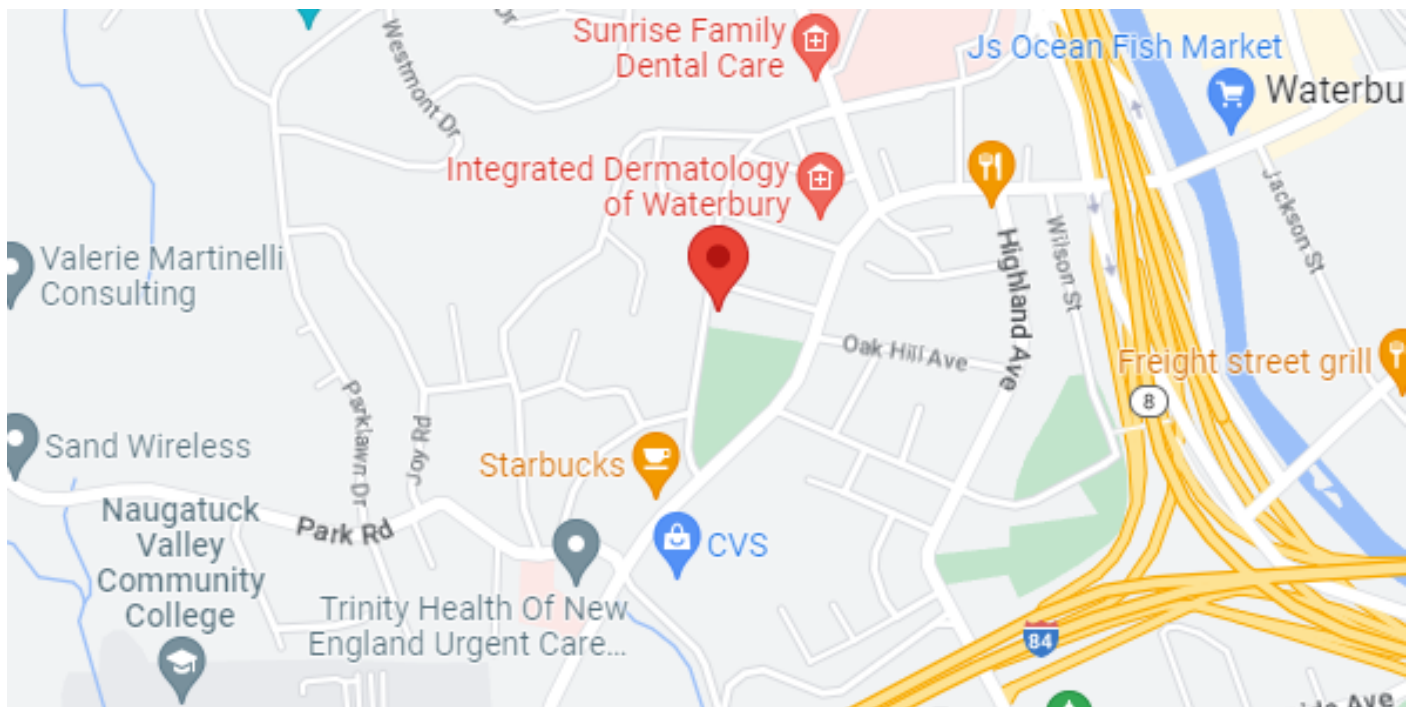 Dr
Westmont Dr
Sunrise Family
Dental Care
Js Ocean Fish Market
Waterbu
Integrated Dermatology
of Waterbury
Jackson St
Wilson St
Highland Ave
Valerie Martinelli
Consulting
Oak Hill Ave
Freight street grill
8
Parklawn Dr
Joy Rd
Sand Wireless
Starbucks
Naugatuck
Valley
Community
College
Park Rd
CVS
Trinity Health Of New
England Urgent Care...
84
Ave